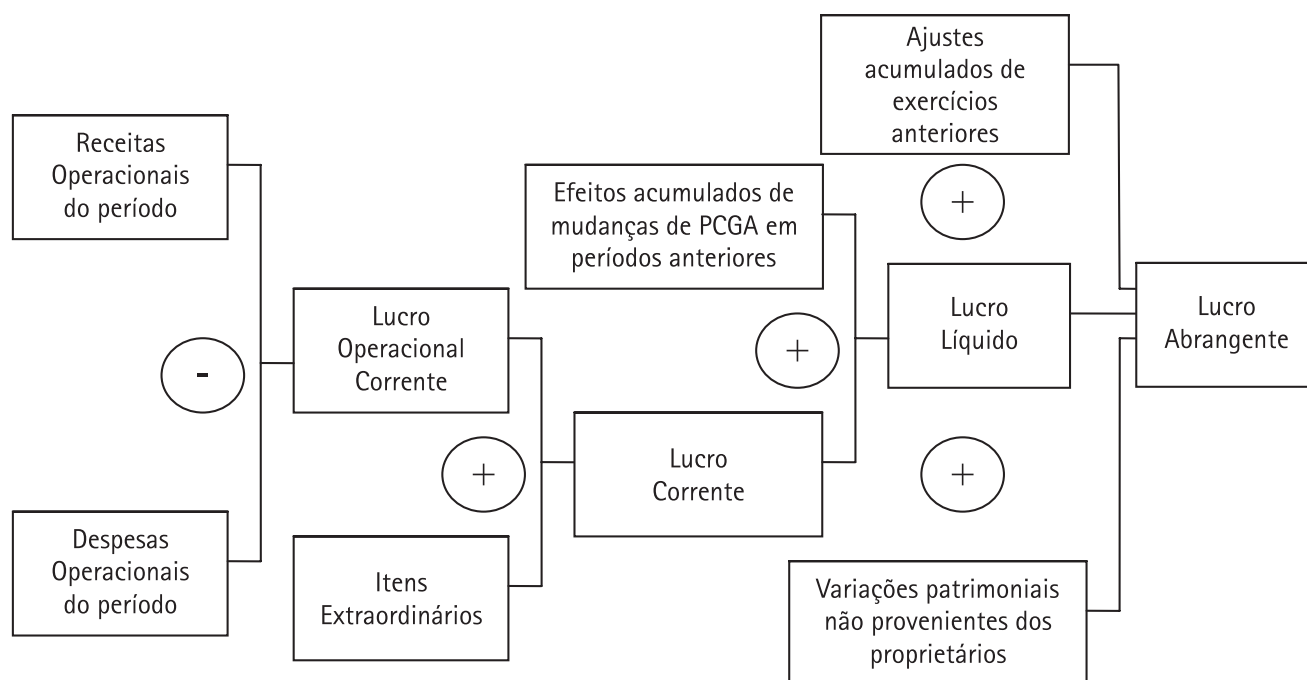 Receitas
Operacionais
do período
-
Despesas
Operacionais
do período
Lucro
Operacional
Corrente
+
Itens
Extraordinários
Efeitos acumulados de
mudanças de PCGA em
períodos anteriores
+
Lucro
Corrente
Ajustes
acumulados de
exercícios
anteriores
+
Lucro
Líquido
+
Variações patrimoniais
não provenientes dos
proprietários
Lucro
Abrangente